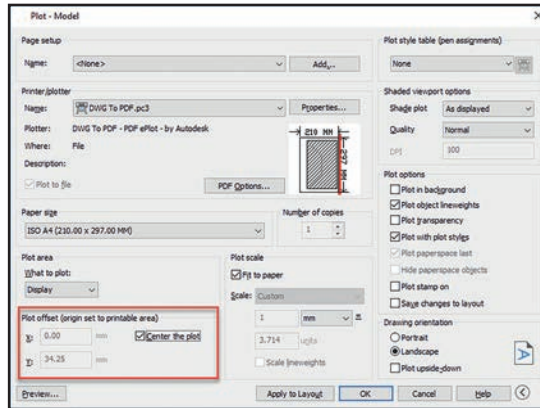 Plot - Model
Page setup
Name: <None> Add...
Printer/plotter
Name: DWG To PDF.pc3 Properties...
Plotter: DWG To PDF - PDF ePlot - by Autodesk
Where: File
Description:
Plot to file PDF Options...
210 MM
297 MM
Paper size
ISO A4 (210.00 x 297.00 MM)
Number of copies
1
Plot area
What to plot:
Display
Plot offset (origin set to printable area)
X: 0.00 mm Center the plot
Y: 34.25 mm
Plot scale
Fit to paper
Scale: Custom
1 mm =
3.714 units
Scale lineweights
Plot style table (pen assignments)
None
Shaded viewport options
Shade plot As displayed
Quality Normal
DPI 100
Plot options
Plot in background
Plot object lineweights
Plot transparency
Plot with plot styles
Plot paperspace last
Hide paperspace objects
Plot stamp on
Save changes to layout
Drawing orientation
Portrait
Landscape
Plot upside-down
A
Preview... Apply to Layout OK Cancel Help